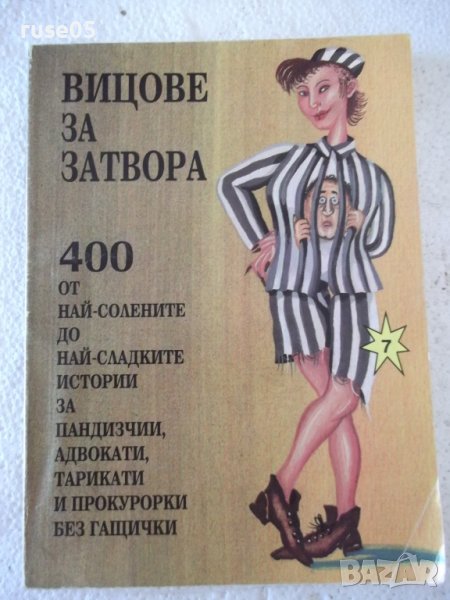 ruse05
ВИЦОВЕ
ЗА
ЗАТВОРА
400
ОТ
НАЙ-СОЛЕНИТЕ
ДО
НАЙ-СЛАДКИТЕ
ИСТОРИИ
ЗА
ПАНДИЗЧИИ,
АДВОКАТИ,
ТАРИКАТИ
И ПРОКУРОРКИ
БЕЗ ГАЩИЧКИ
7
BAZAR